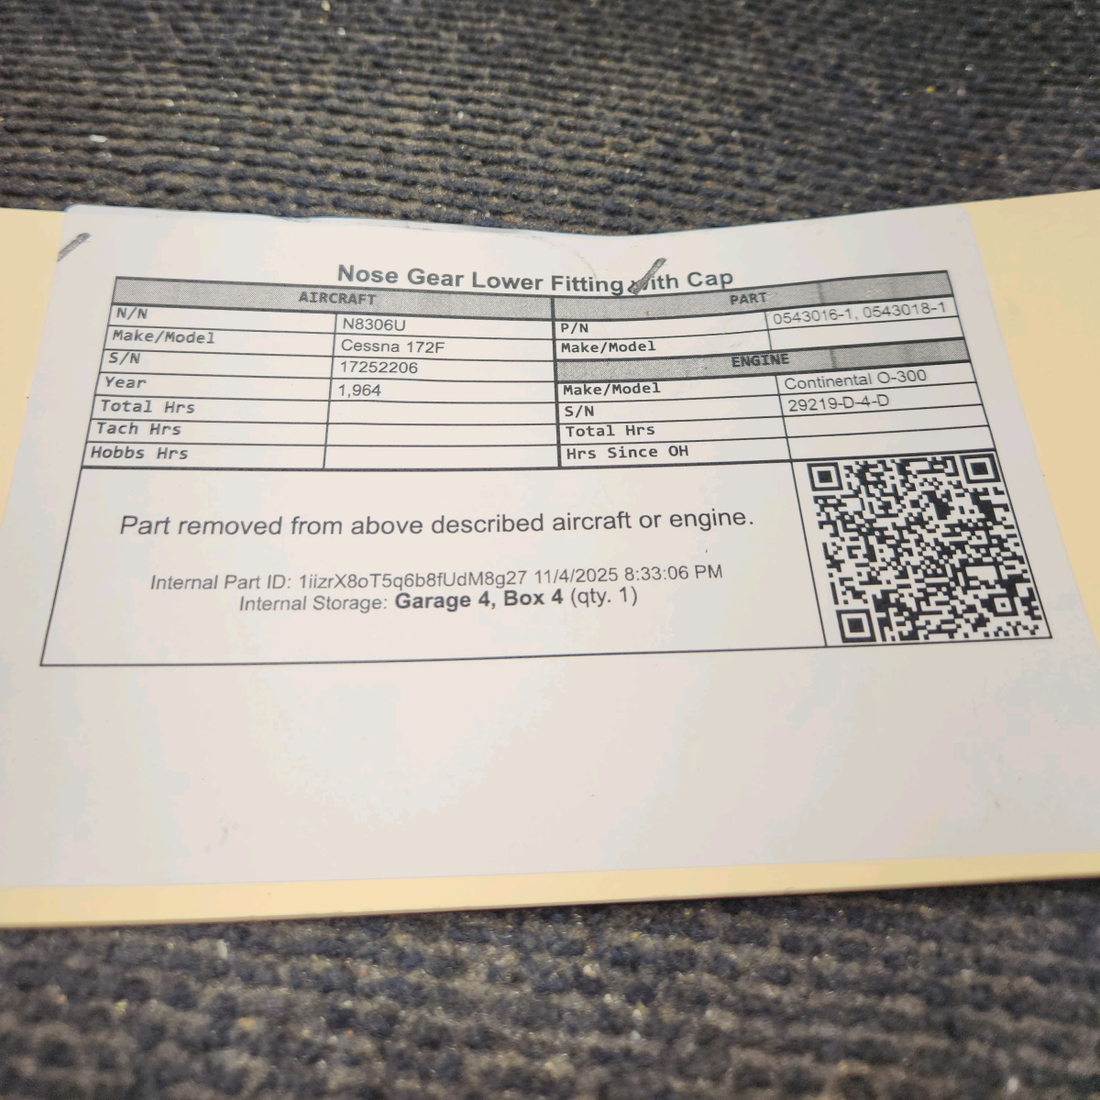 Nose Gear Lower Fitting with Cap
AIRCRAFT
N/N N8306U
Make/Model Cessna 172F
S/N 17252206
Year 1,964
Total Hrs
Tach Hrs
Hobbs Hrs
PART
P/N 0543016-1, 0543018-1
Make/Model
ENGINE
Make/Model Continental O-300
S/N 29219-D-4-D
Total Hrs
Hrs Since OH
Part removed from above described aircraft or engine.
Internal Part ID: 1iizrX8oT5q6b8fUdM8g27 11/4/2025 8:33:06 PM
Internal Storage: Garage 4, Box 4 (qty. 1)